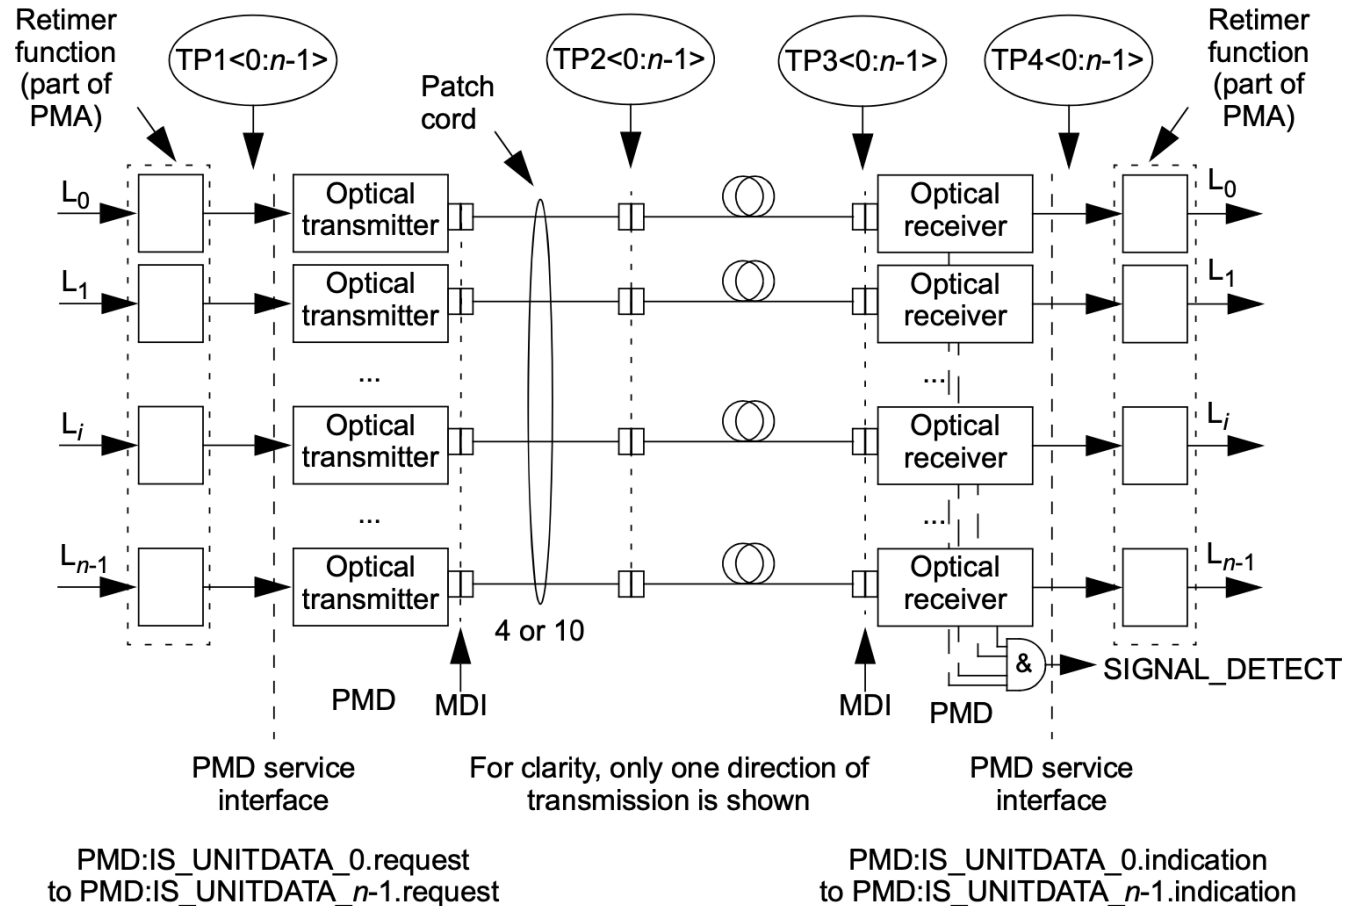 Retimer
function
(part of
PMA)
TP1<0:n-1>
Patch
cord
TP2<0:n-1>
TP3<0:n-1>
TP4<0:n-1>
Retimer
function
(part of
PMA)
L0
Optical
transmitter
Optical
receiver
L0
L1
Optical
transmitter
Optical
receiver
L1
...
...
Li
Optical
transmitter
Optical
receiver
Li
...
...
Ln-1
Optical
transmitter
Optical
receiver
Ln-1
4 or 10
&
SIGNAL_DETECT
PMD
MDI
MDI
PMD
PMD service
interface
For clarity, only one direction of
transmission is shown
PMD service
interface
PMD:IS_UNITDATA_0.request
to PMD:IS_UNITDATA_n-1.request
PMD:IS_UNITDATA_0.indication
to PMD:IS_UNITDATA_n-1.indication